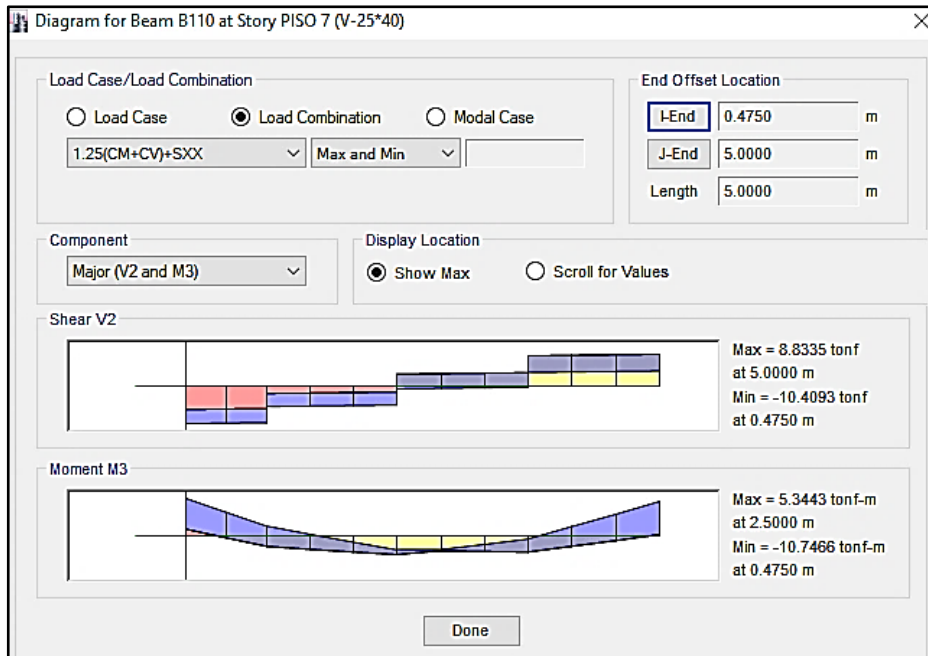 Diagram for Beam B110 at Story PISO 7 (V-25*40)
Load Case/Load Combination
Load Case
Load Combination
Modal Case
1.25(CM+CV)+SXX
Max and Min
End Offset Location
I-End
0.4750
m
J-End
5.0000
m
Length
5.0000
m
Component
Major (V2 and M3)
Display Location
Show Max
Scroll for Values
Shear V2
Max = 8.8335 tonf
at 5.0000 m
Min = -10.4093 tonf
at 0.4750 m
Moment M3
Max = 5.3443 tonf-m
at 2.5000 m
Min = -10.7466 tonf-m
at 0.4750 m
Done